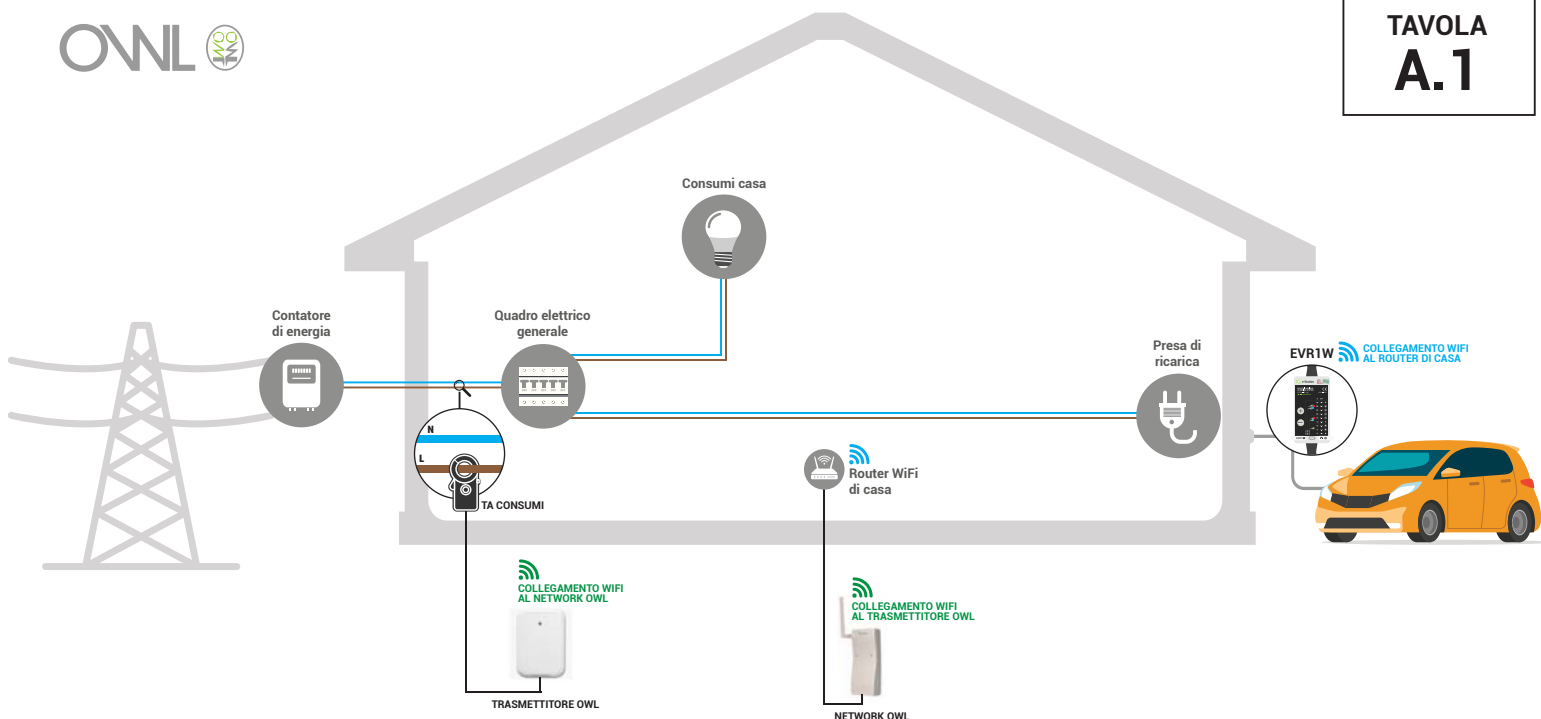 OWL
TAVOLA
A.1
Consumi casa
Contatore
di energia
Quadro elettrico
generale
Presa di
ricarica
EVR1W
COLLEGAMENTO WIFI
AL ROUTER DI CASA
N
L
TA CONSUMI
Router WiFi
di casa
COLLEGAMENTO WIFI
AL NETWORK OWL
COLLEGAMENTO WIFI
AL TRASMETTITORE OWL
TRASMETTITORE OWL
NETWORK OWL